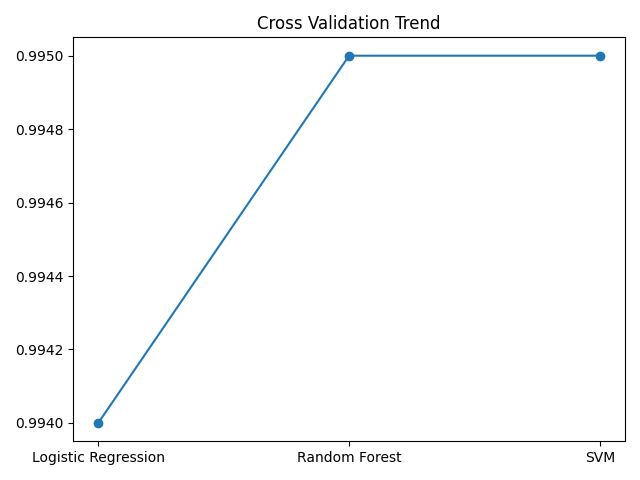 Cross Validation Trend
0.9950
0.9948
0.9946
0.9944
0.9942
0.9940
Logistic Regression
Random Forest
SVM